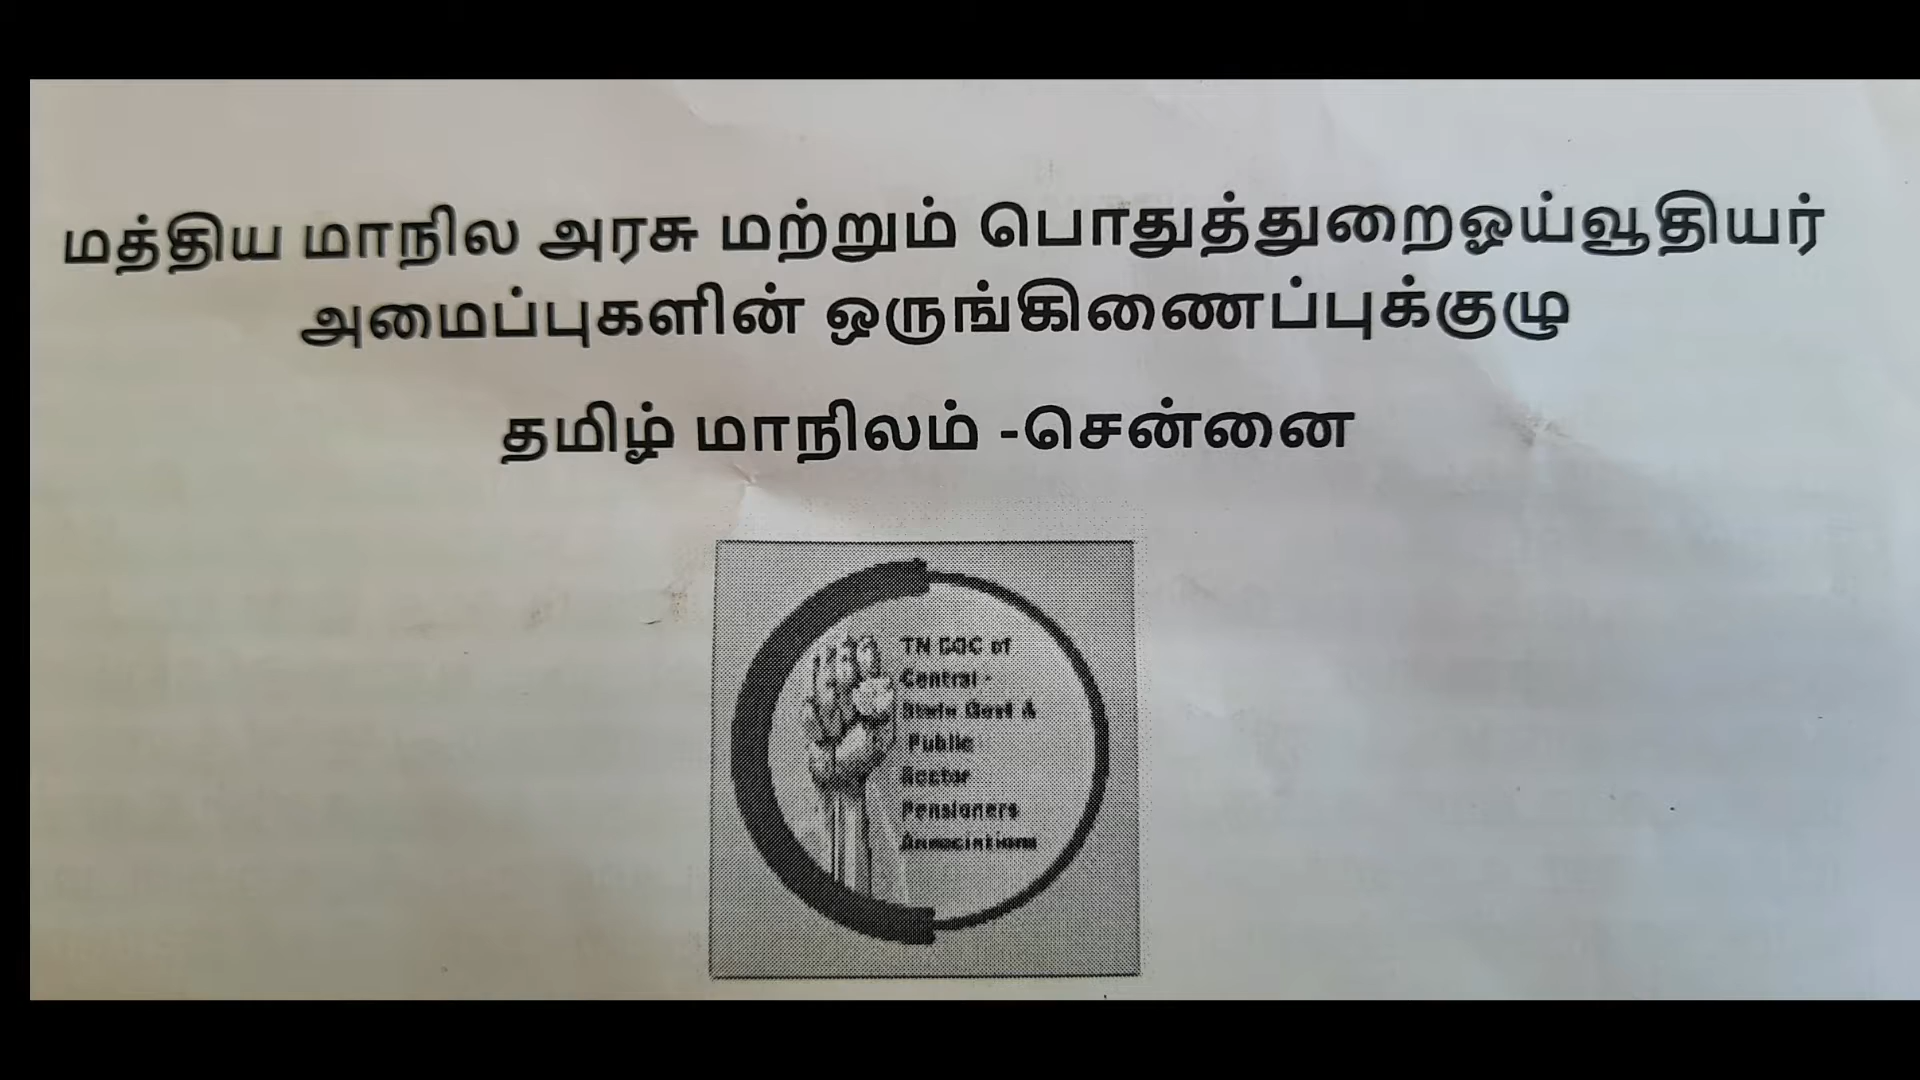 மத்திய மாநில அரசு மற்றும் பொதுத்துறைஓய்வூதியர்
அமைப்புகளின் ஒருங்கிணைப்புக்குழு
தமிழ் மாநிலம் -சென்னை
TN COC of
Central -
State Govt &
Public
Sector
Pensioners
Associations